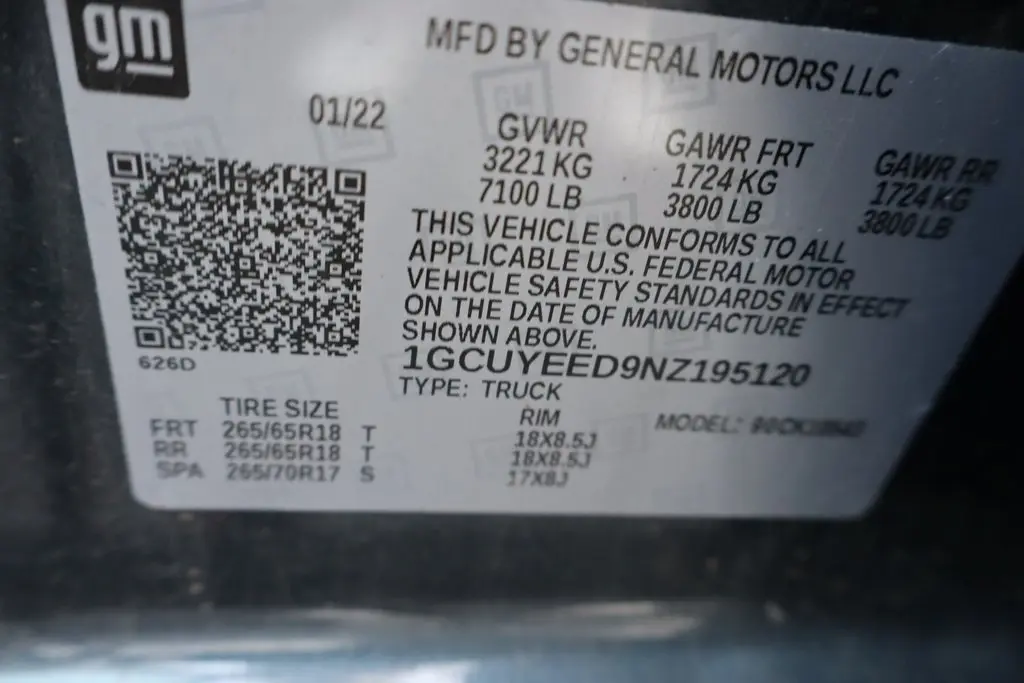 gm
MFD BY GENERAL MOTORS LLC
01/22
GVWR
3221 KG
7100 LB
GAWR FRT
1724 KG
3800 LB
GAWR RR
1724 KG
3800 LB
THIS VEHICLE CONFORMS TO ALL
APPLICABLE U.S. FEDERAL MOTOR
VEHICLE SAFETY STANDARDS IN EFFECT
ON THE DATE OF MANUFACTURE
SHOWN ABOVE.
1GCUYEED9NZ195120
TYPE: TRUCK
626D
TIRE SIZE
RIM
MODEL:
FRT 265/65R18 T 18X8.5J
RR 265/65R18 T 18X8.5J
SPA 265/70R17 S 17X8J